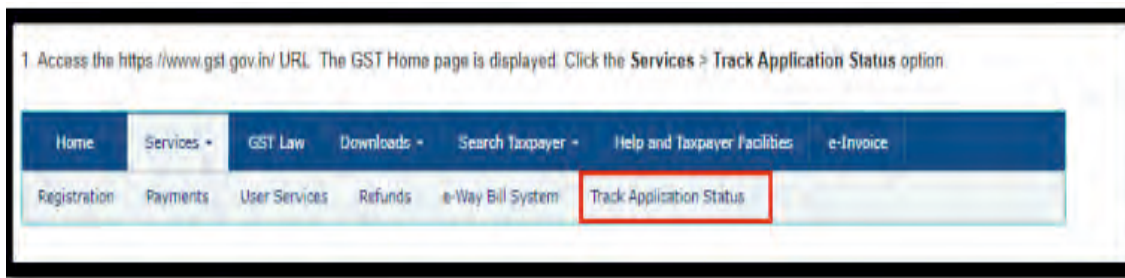 1. Access the https://www.gst.gov.in/ URL. The GST Home page is displayed. Click the Services > Track Application Status option.
Home Services GST Law Downloads Search Taxpayer Help and Taxpayer Facilities e-Invoice
Registration Payments User Services Refunds e-Way Bill System Track Application Status